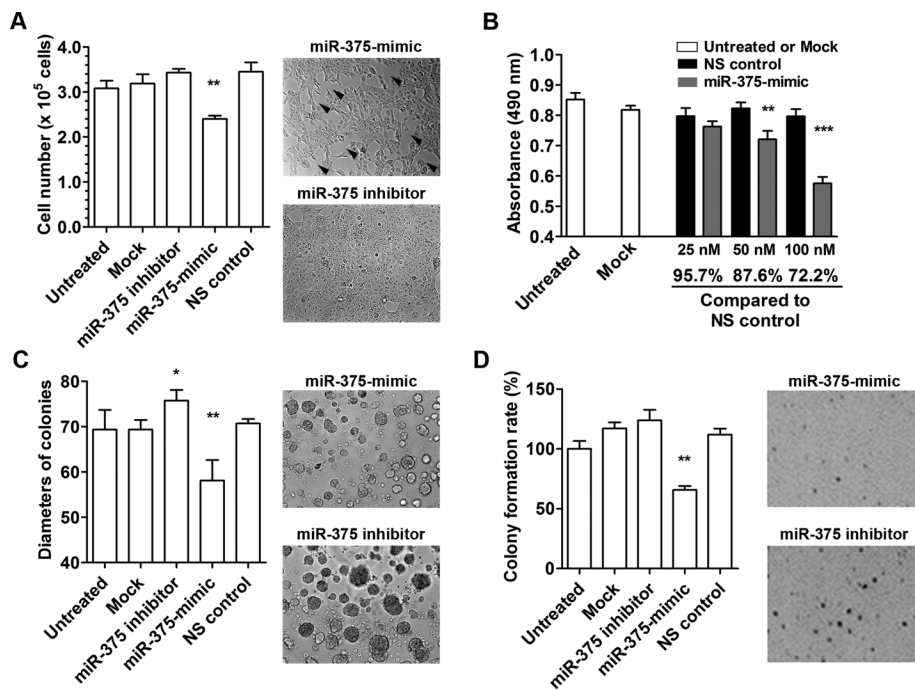 A
Cell number (x 10⁵ cells)
4.0
3.0
2.0
1.0
0.0
**
Untreated
Mock
miR-375 inhibitor
miR-375-mimic
NS control
miR-375-mimic
miR-375 inhibitor
B
Absorbance (490 nm)
1.0
0.9
0.8
0.7
0.6
0.5
0.4
Untreated or Mock
NS control
miR-375-mimic
**
***
Untreated
Mock
25 nM 50 nM 100 nM
95.7% 87.6% 72.2%
Compared to
NS control
C
Diameters of colonies
80
70
60
50
40
*
**
Untreated
Mock
miR-375 inhibitor
miR-375-mimic
NS control
miR-375-mimic
miR-375 inhibitor
D
Colony formation rate (%)
150
100
50
0
**
Untreated
Mock
miR-375 inhibitor
miR-375-mimic
NS control
miR-375-mimic
miR-375 inhibitor